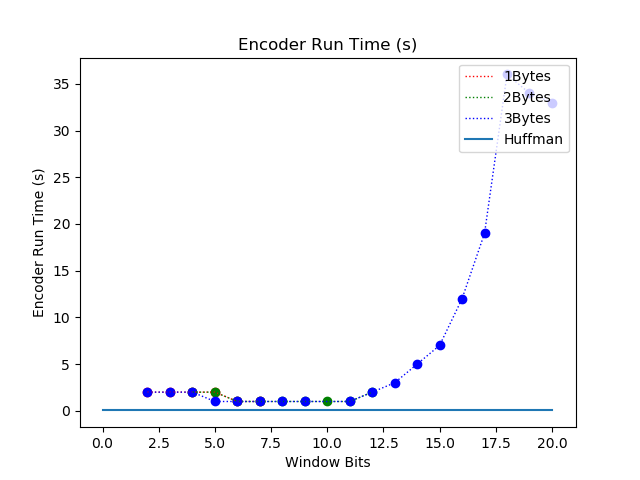 Encoder Run Time (s)
35
30
25
20
15
10
5
0
Encoder Run Time (s)
1Bytes
2Bytes
3Bytes
Huffman
0.0 2.5 5.0 7.5 10.0 12.5 15.0 17.5 20.0
Window Bits